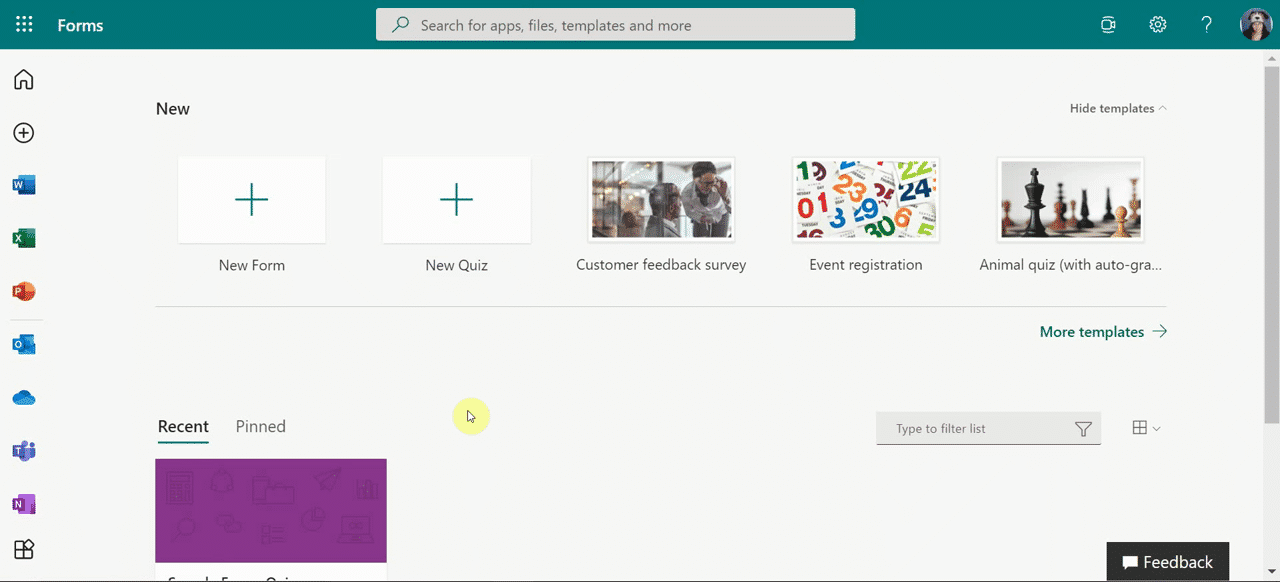 Forms
Search for apps, files, templates and more
New
Hide templates
New Form
New Quiz
Customer feedback survey
Event registration
Animal quiz (with auto-gra...
More templates
Recent
Pinned
Type to filter list
Feedback